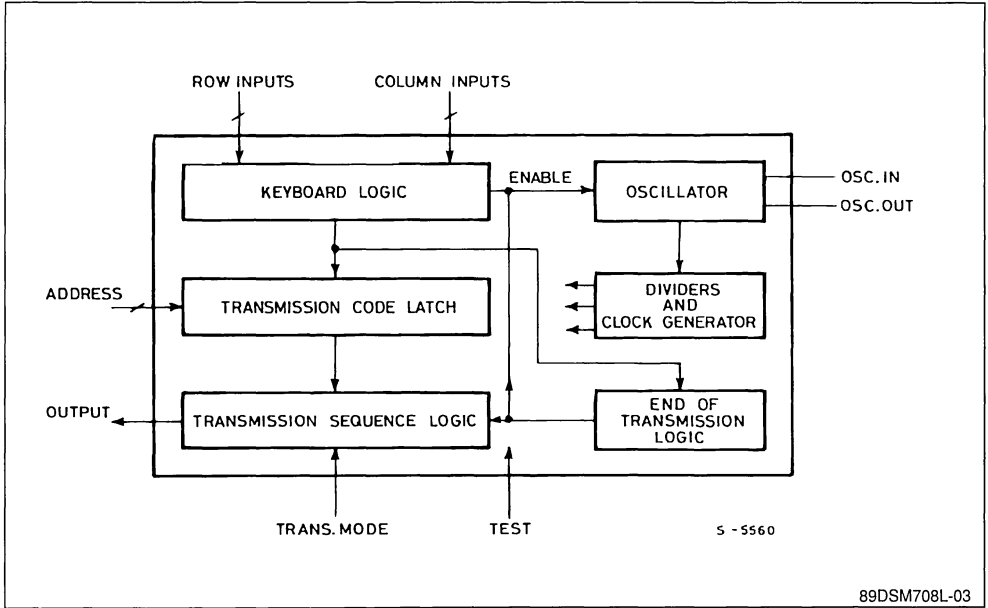 ROW INPUTS
COLUMN INPUTS
KEYBOARD LOGIC
ENABLE
OSCILLATOR
OSC.IN
OSC.OUT
ADDRESS
TRANSMISSION CODE LATCH
DIVIDERS
AND
CLOCK GENERATOR
OUTPUT
TRANSMISSION SEQUENCE LOGIC
END OF
TRANSMISSION
LOGIC
TRANS.MODE
TEST
S-5560
89DSM708L-03